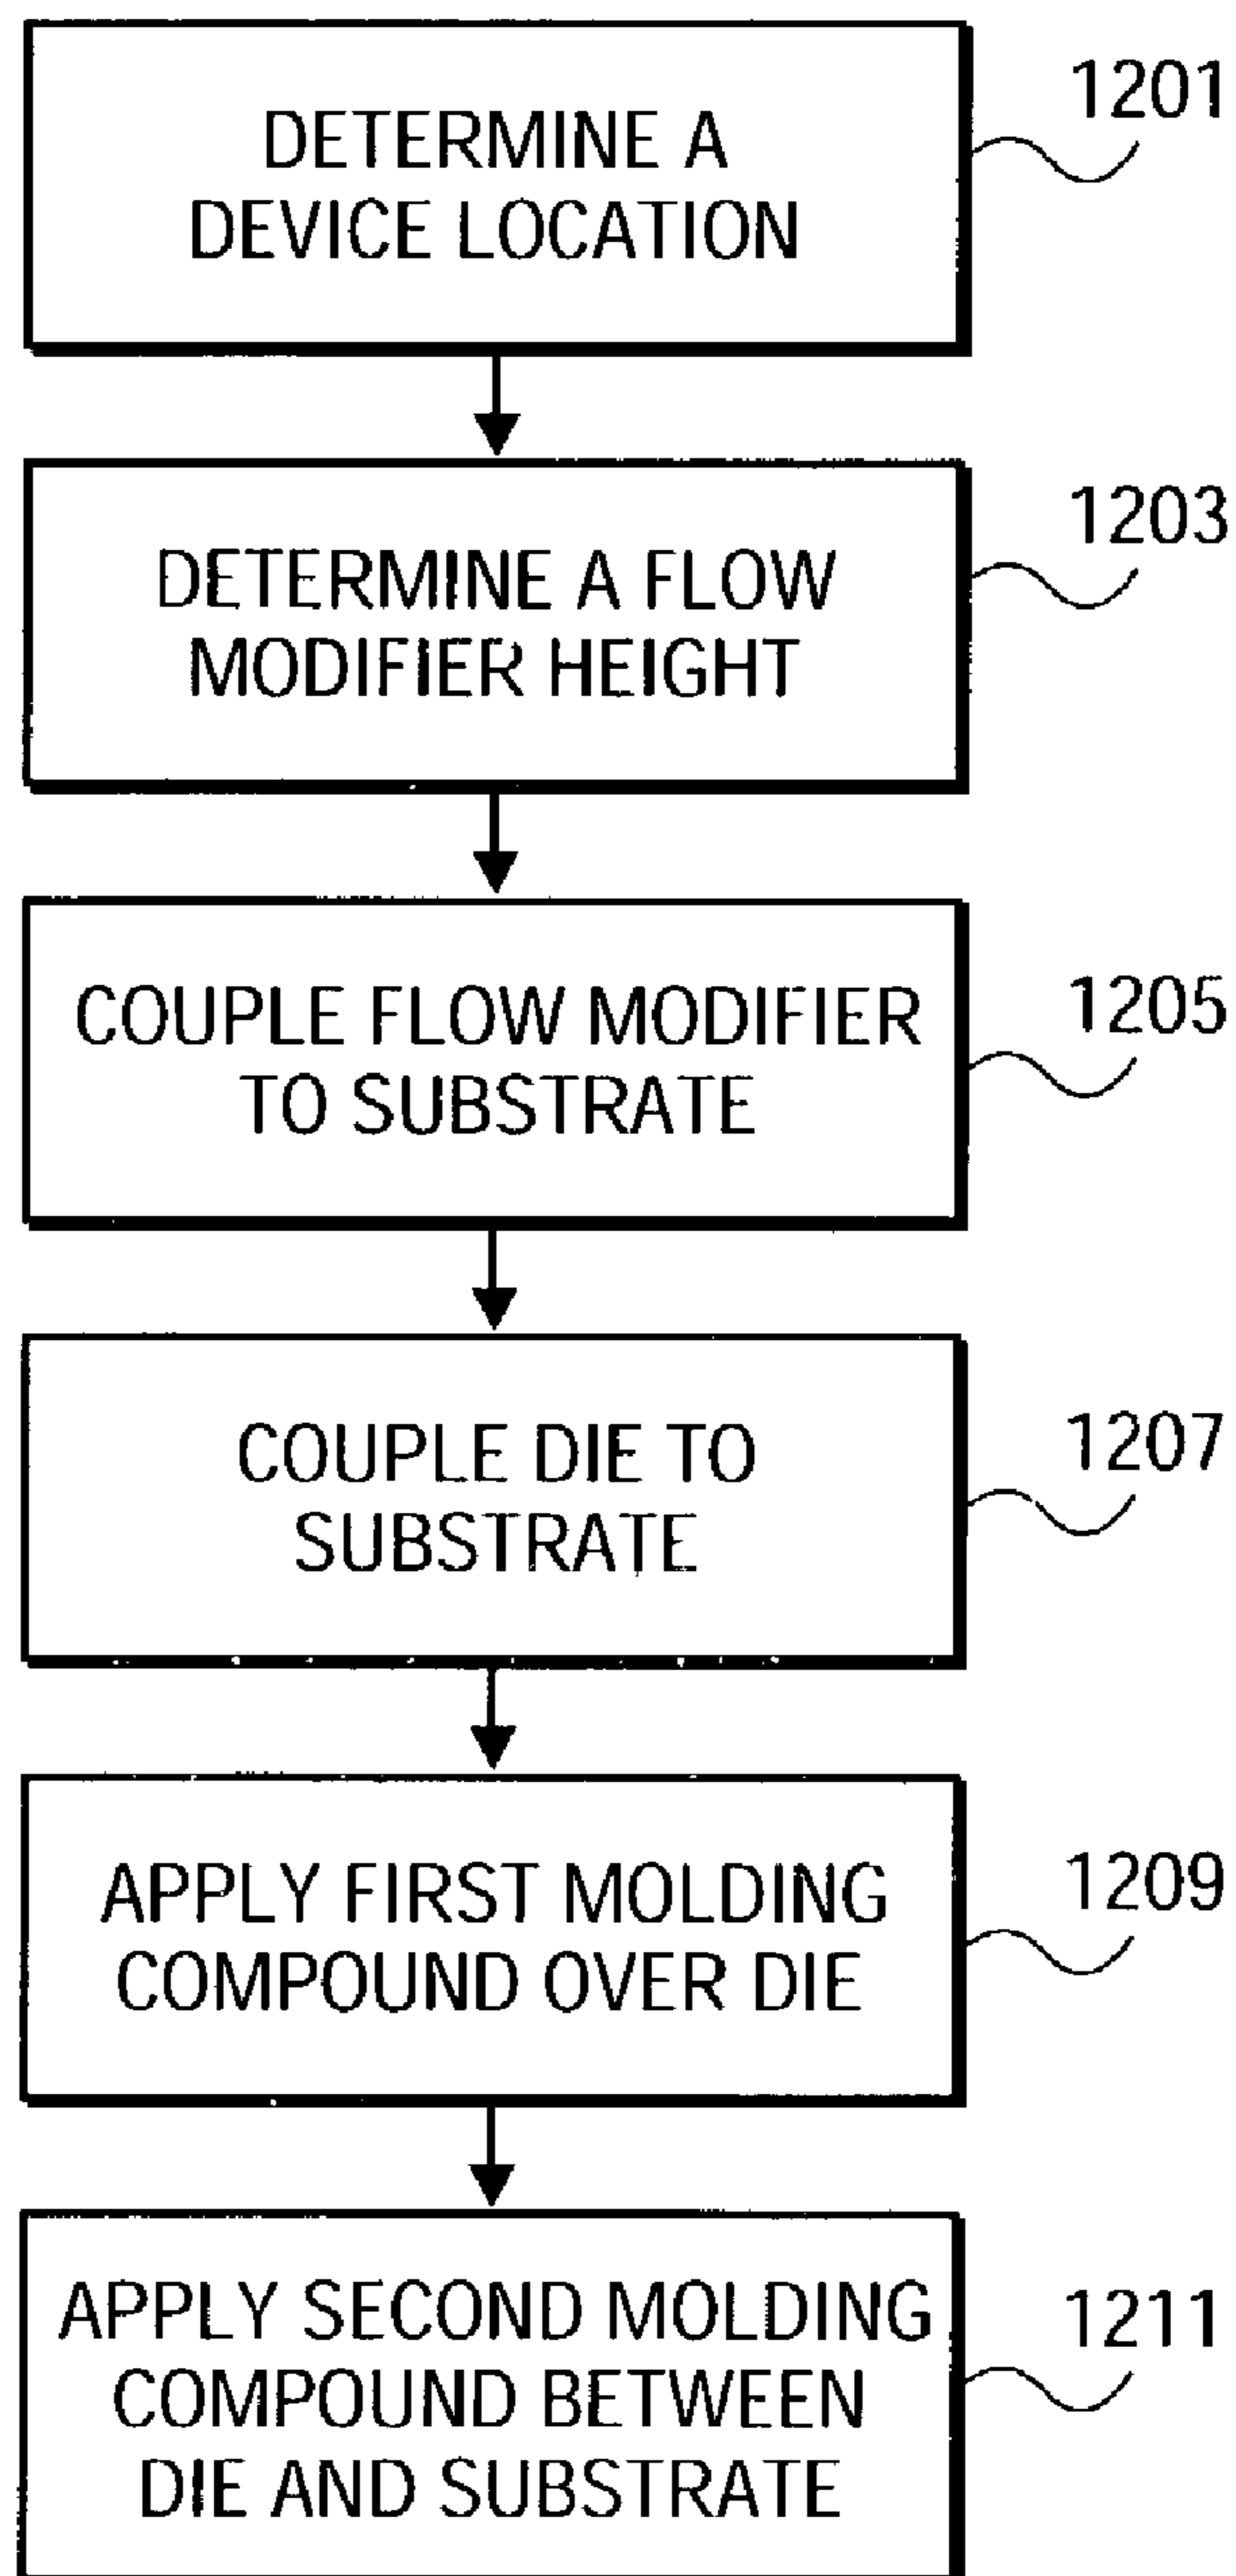 DETERMINE A
DEVICE LOCATION
1201
DETERMINE A FLOW
MODIFIER HEIGHT
1203
COUPLE FLOW MODIFIER
TO SUBSTRATE
1205
COUPLE DIE TO
SUBSTRATE
1207
APPLY FIRST MOLDING
COMPOUND OVER DIE
1209
APPLY SECOND MOLDING
COMPOUND BETWEEN
DIE AND SUBSTRATE
1211